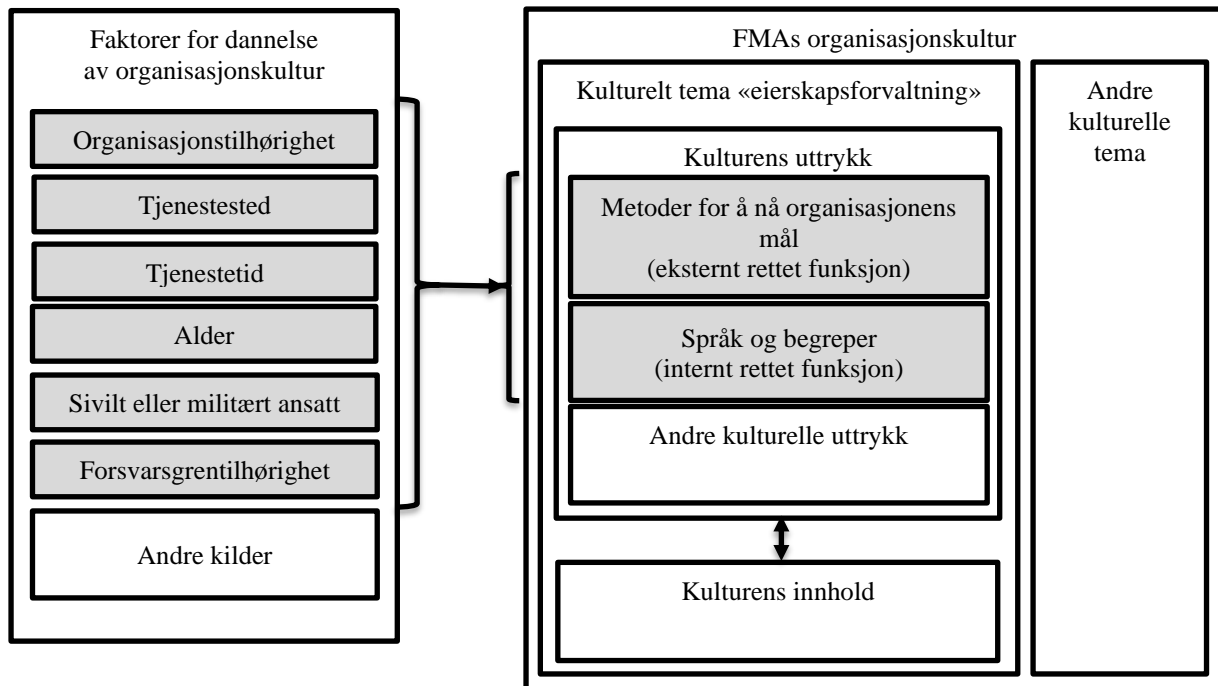 Faktorer for dannelse
av organisasjonskultur
Organisasjonstilhørighet
Tjenestested
Tjenestetid
Alder
Sivilt eller militært ansatt
Forsvarsgrentilhørighet
Andre kilder
FMAs organisasjonskultur
Kulturelt tema «eierskapsforvaltning»
Kulturens uttrykk
Metoder for å nå organisasjonens
mål
(eksternt rettet funksjon)
Språk og begreper
(internt rettet funksjon)
Andre kulturelle uttrykk
Kulturens innhold
Andre
kulturelle
tema